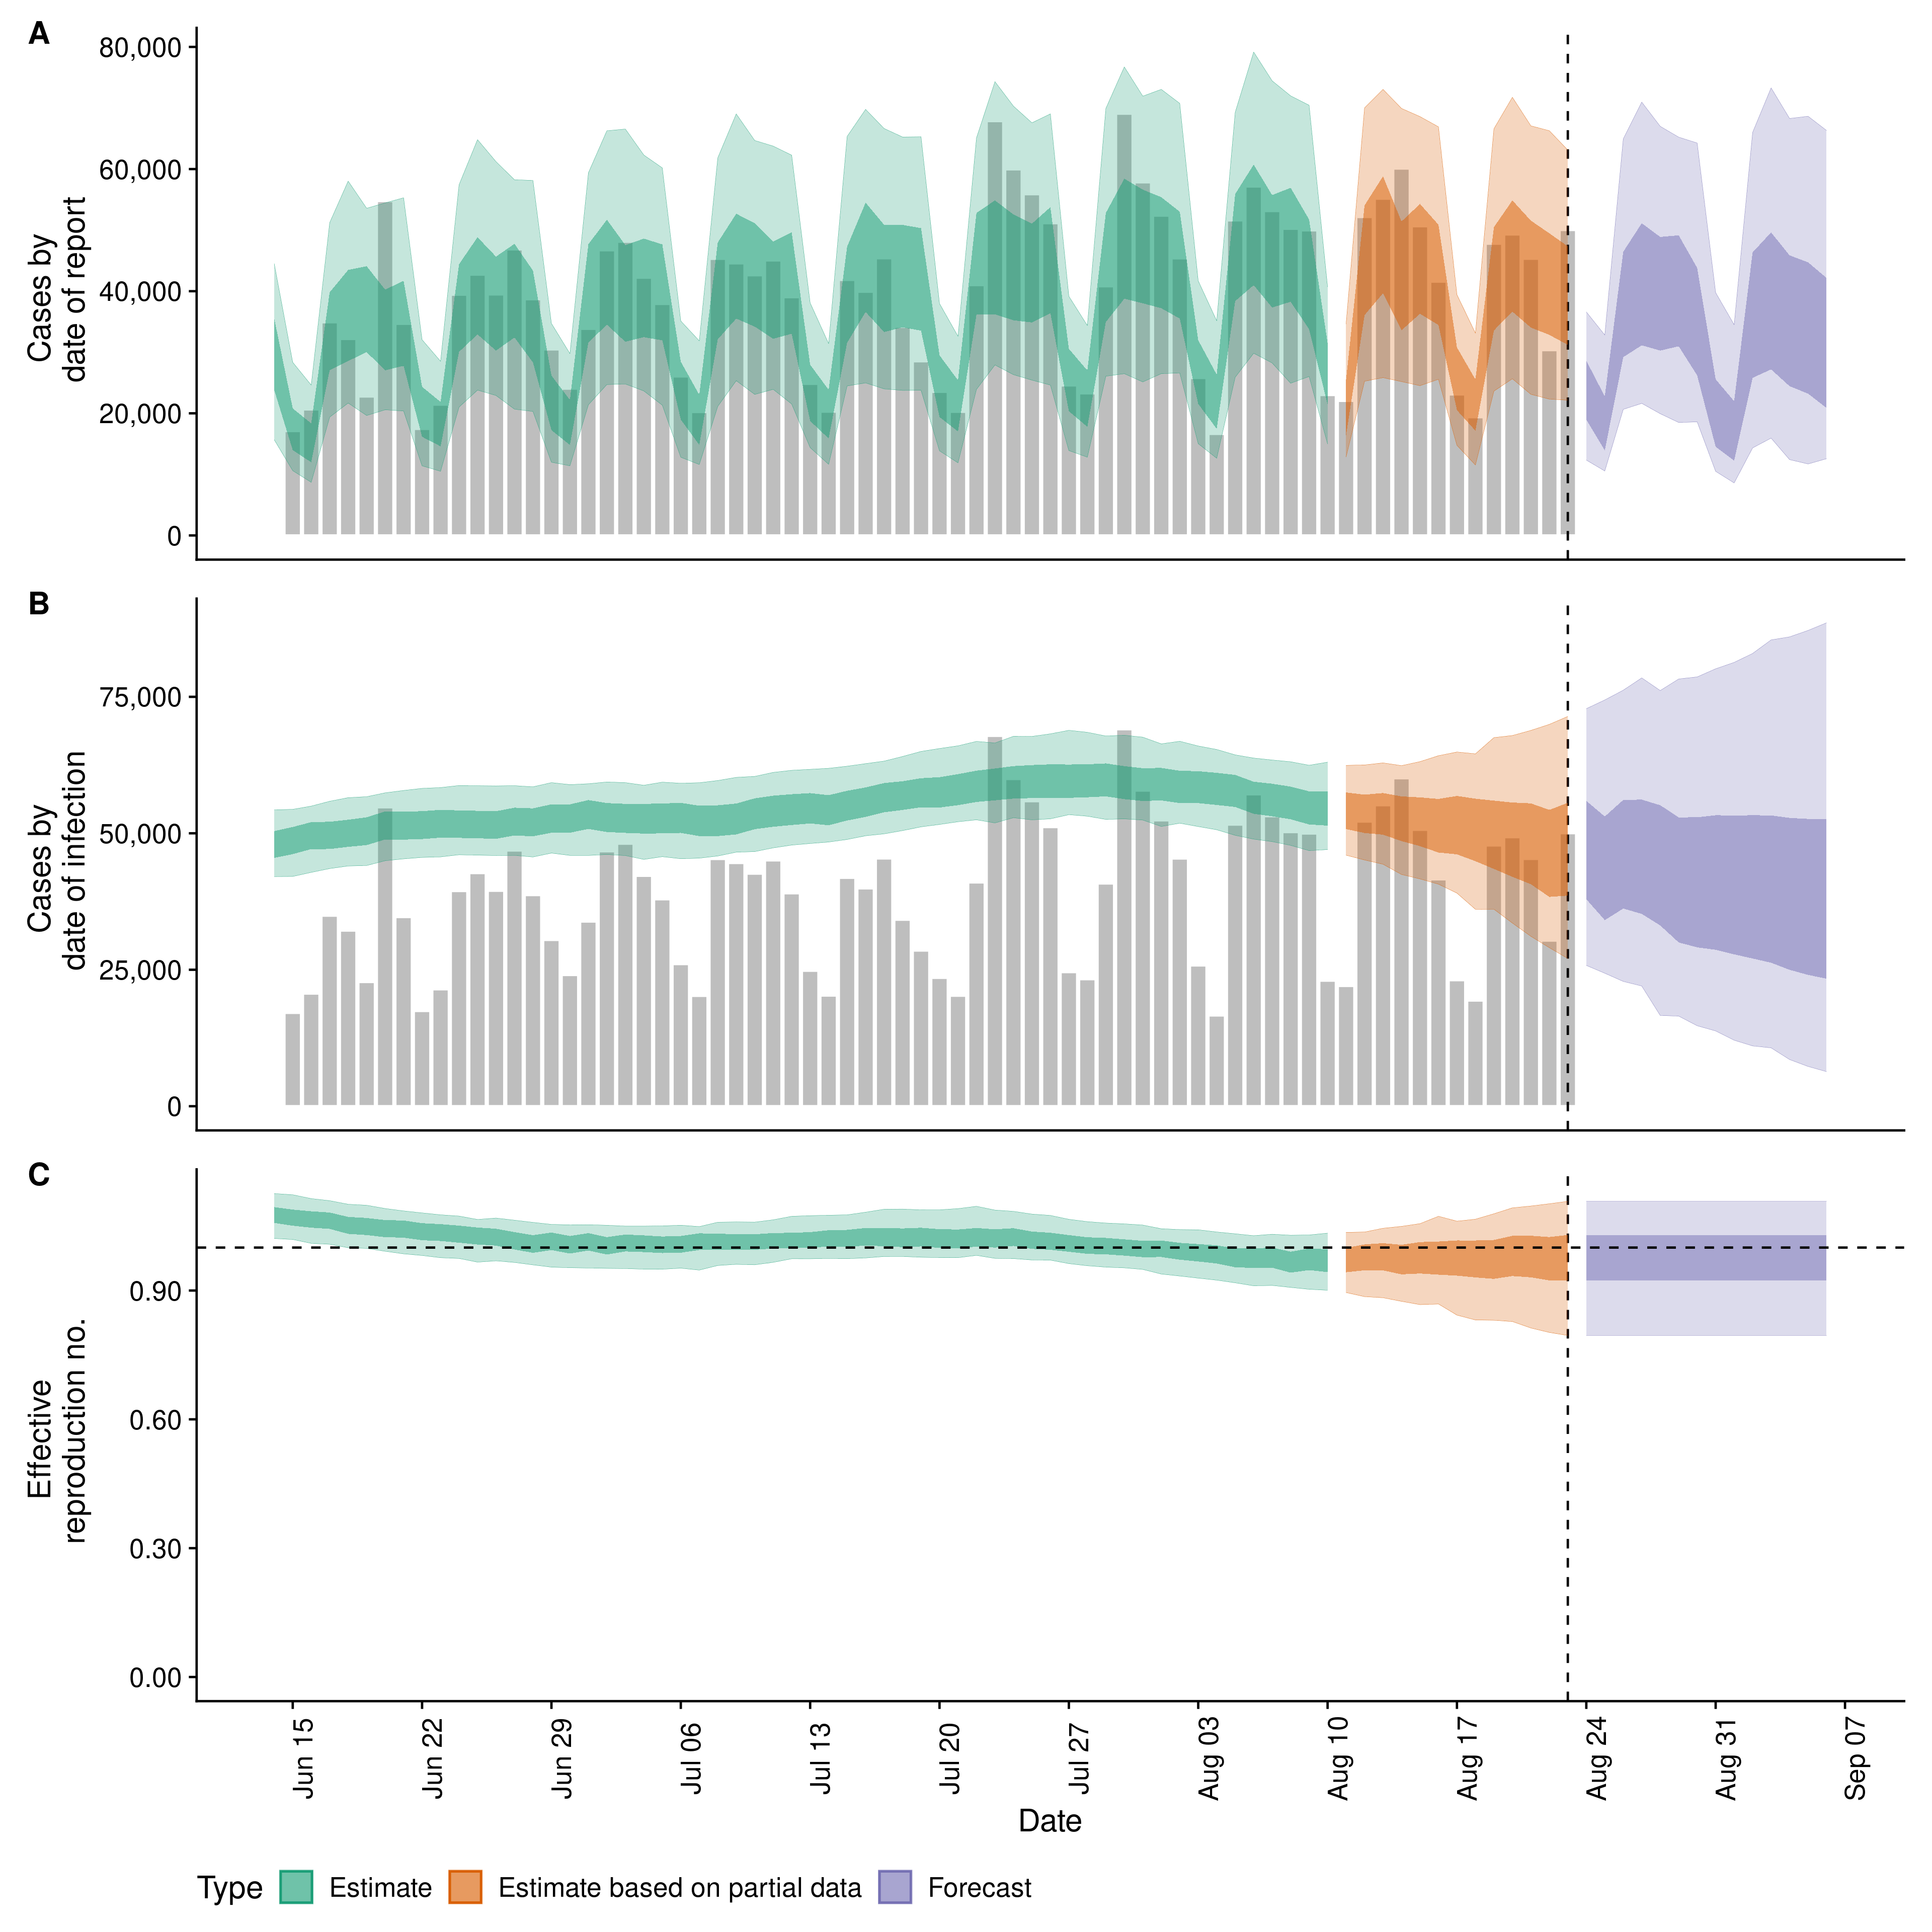 A
80,000
60,000
40,000
20,000
0
Cases by
date of report
B
75,000
50,000
25,000
0
Cases by
date of infection
C
0.90
0.60
0.30
0.00
Effective
reproduction no.
Jun 15
Jun 22
Jun 29
Jul 06
Jul 13
Jul 20
Jul 27
Aug 03
Aug 10
Aug 17
Aug 24
Aug 31
Sep 07
Date
Type Estimate Estimate based on partial data Forecast